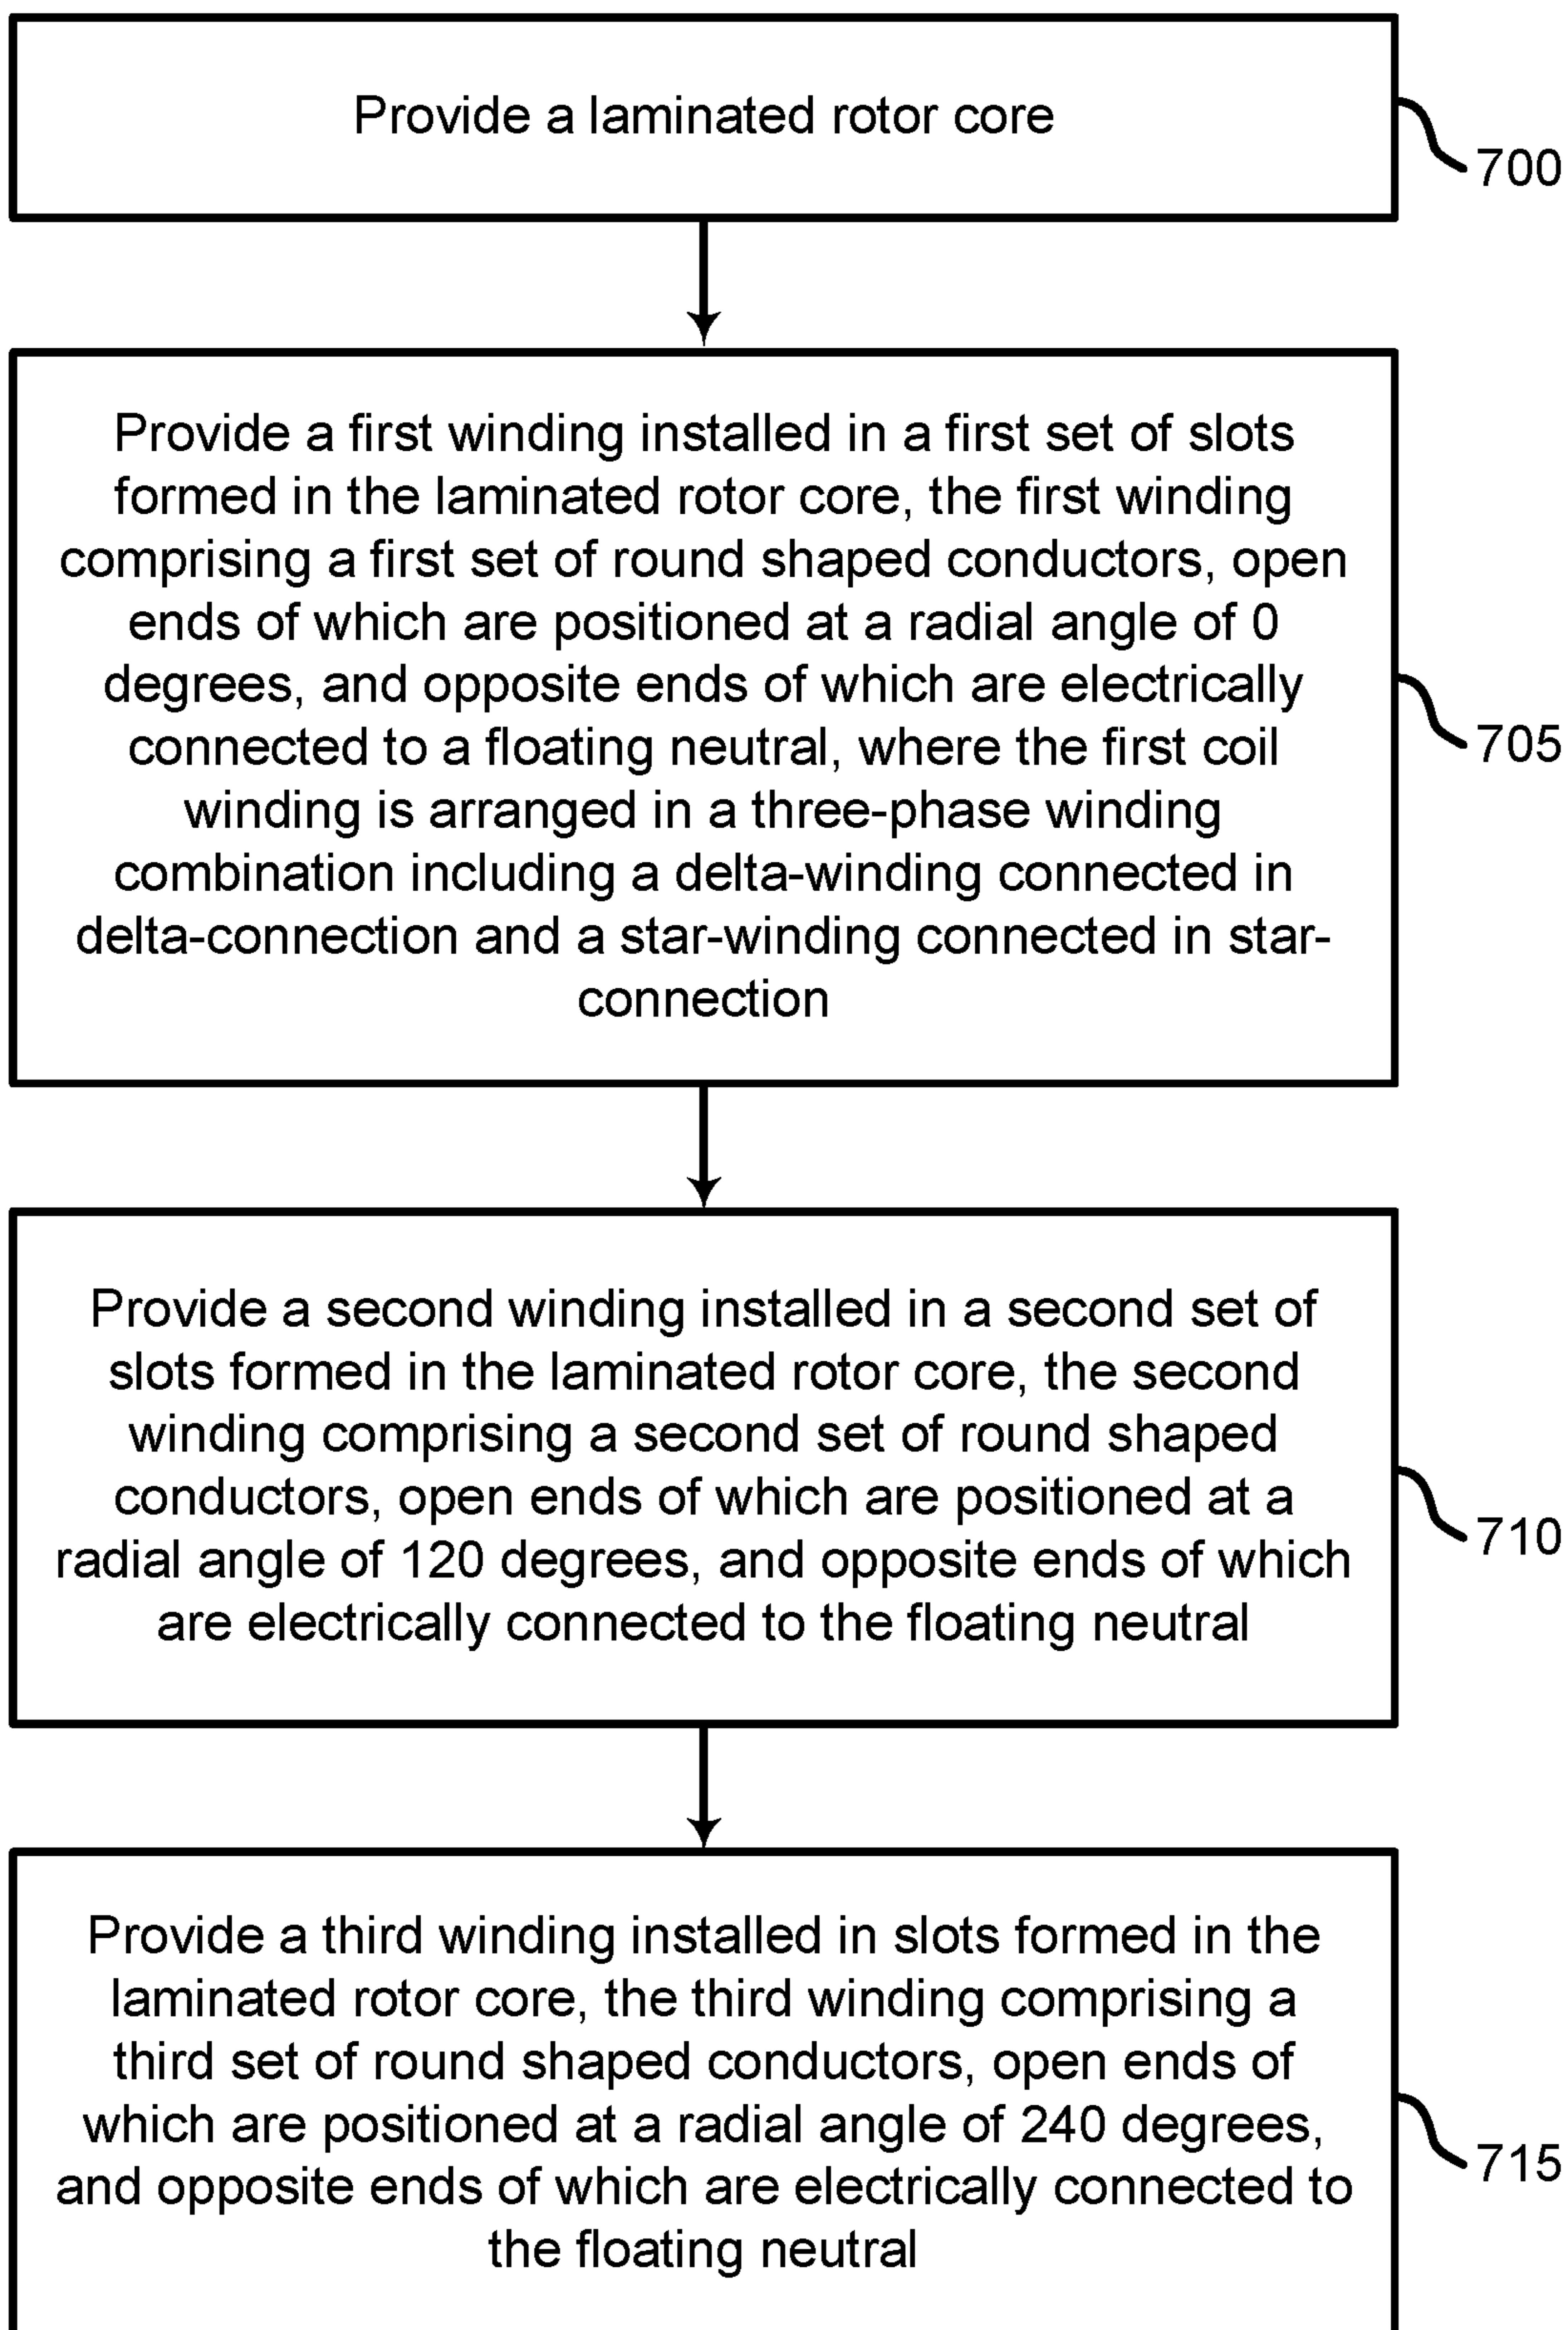 Provide a laminated rotor core
700
Provide a first winding installed in a first set of slots
formed in the laminated rotor core, the first winding
comprising a first set of round shaped conductors, open
ends of which are positioned at a radial angle of 0
degrees, and opposite ends of which are electrically
connected to a floating neutral, where the first coil
winding is arranged in a three-phase winding
combination including a delta-winding connected in
delta-connection and a star-winding connected in star-
connection
705
Provide a second winding installed in a second set of
slots formed in the laminated rotor core, the second
winding comprising a second set of round shaped
conductors, open ends of which are positioned at a
radial angle of 120 degrees, and opposite ends of which
are electrically connected to the floating neutral
710
Provide a third winding installed in slots formed in the
laminated rotor core, the third winding comprising a
third set of round shaped conductors, open ends of
which are positioned at a radial angle of 240 degrees,
and opposite ends of which are electrically connected to
the floating neutral
715